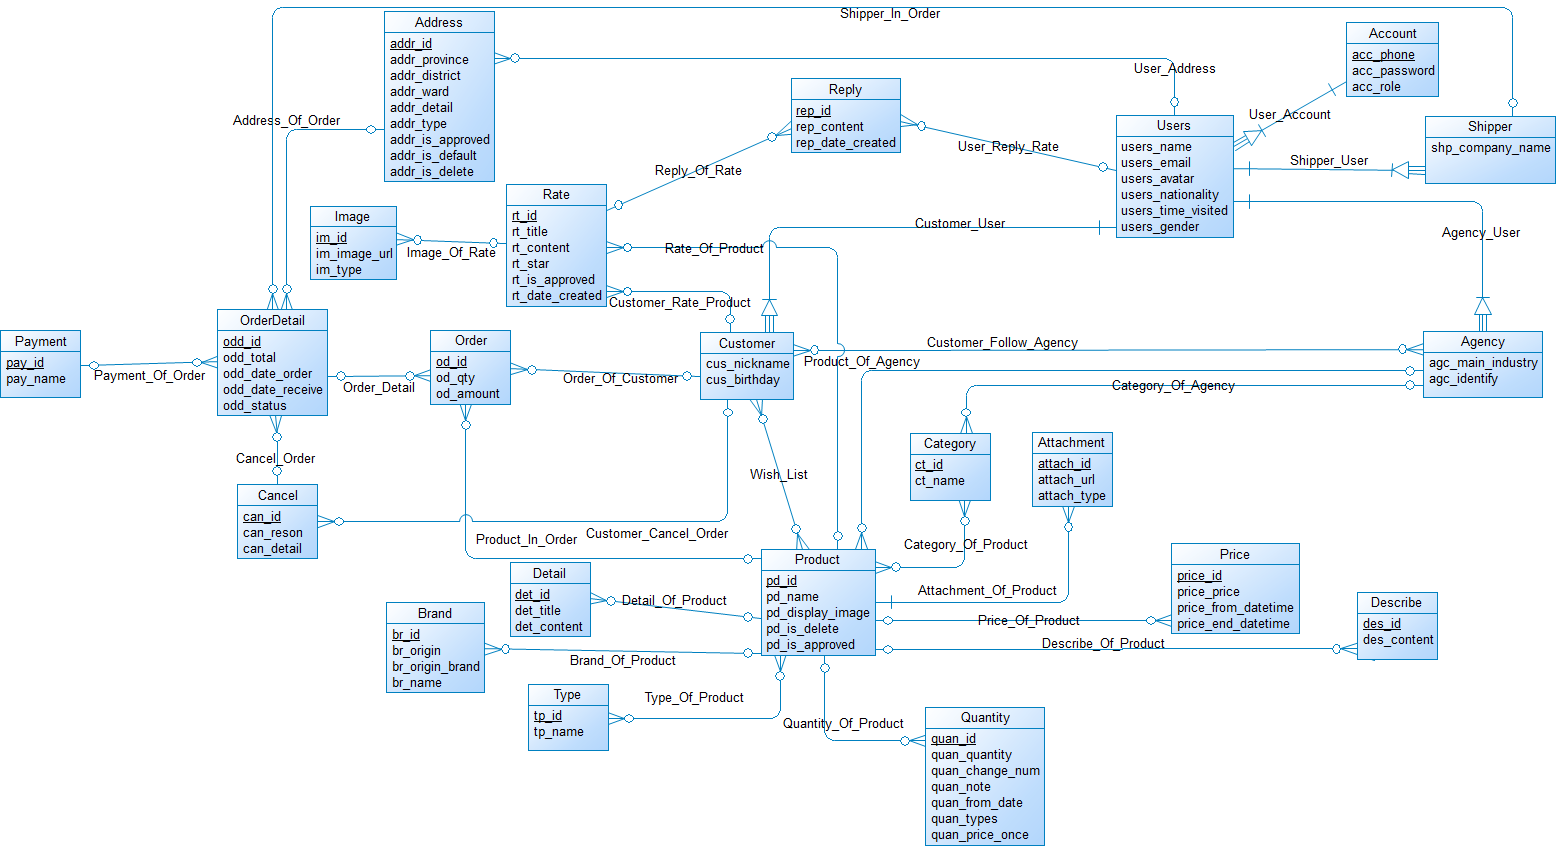 Shipper_In_Order
Address
addr_id
addr_province
addr_district
addr_ward
addr_detail
addr_type
addr_is_approved
addr_is_default
addr_is_delete
Account
acc_phone
acc_password
acc_role
User_Address
Reply
rep_id
rep_content
rep_date_created
Address_Of_Order
User_Account
Users
users_name
users_email
users_avatar
users_nationality
users_time_visited
users_gender
Shipper
shp_company_name
User_Reply_Rate
Shipper_User
Reply_Of_Rate
Rate
rt_id
rt_title
rt_content
rt_star
rt_is_approved
rt_date_created
Image
im_id
im_image_url
im_type
Customer_User
Agency_User
Image_Of_Rate
Rate_Of_Product
Customer_Rate_Product
OrderDetail
odd_id
odd_total
odd_date_order
odd_date_receive
odd_status
Payment
pay_id
pay_name
Payment_Of_Order
Order
od_id
od_qty
od_amount
Order_Detail
Order_Of_Customer
Customer
cus_nickname
cus_birthday
Customer_Follow_Agency
Product_Of_Agency
Category_Of_Agency
Agency
agc_main_industry
agc_identify
Category
ct_id
ct_name
Attachment
attach_id
attach_url
attach_type
Cancel_Order
Wish_List
Cancel
can_id
can_reson
can_detail
Product_In_Order
Customer_Cancel_Order
Category_Of_Product
Product
pd_id
pd_name
pd_display_image
pd_is_delete
pd_is_approved
Price
price_id
price_price
price_from_datetime
price_end_datetime
Detail
det_id
det_title
det_content
Detail_Of_Product
Attachment_Of_Product
Brand
br_id
br_origin
br_origin_brand
br_name
Price_Of_Product
Describe
des_id
des_content
Describe_Of_Product
Brand_Of_Product
Type
tp_id
tp_name
Type_Of_Product
Quantity_Of_Product
Quantity
quan_id
quan_quantity
quan_change_num
quan_note
quan_from_date
quan_types
quan_price_once